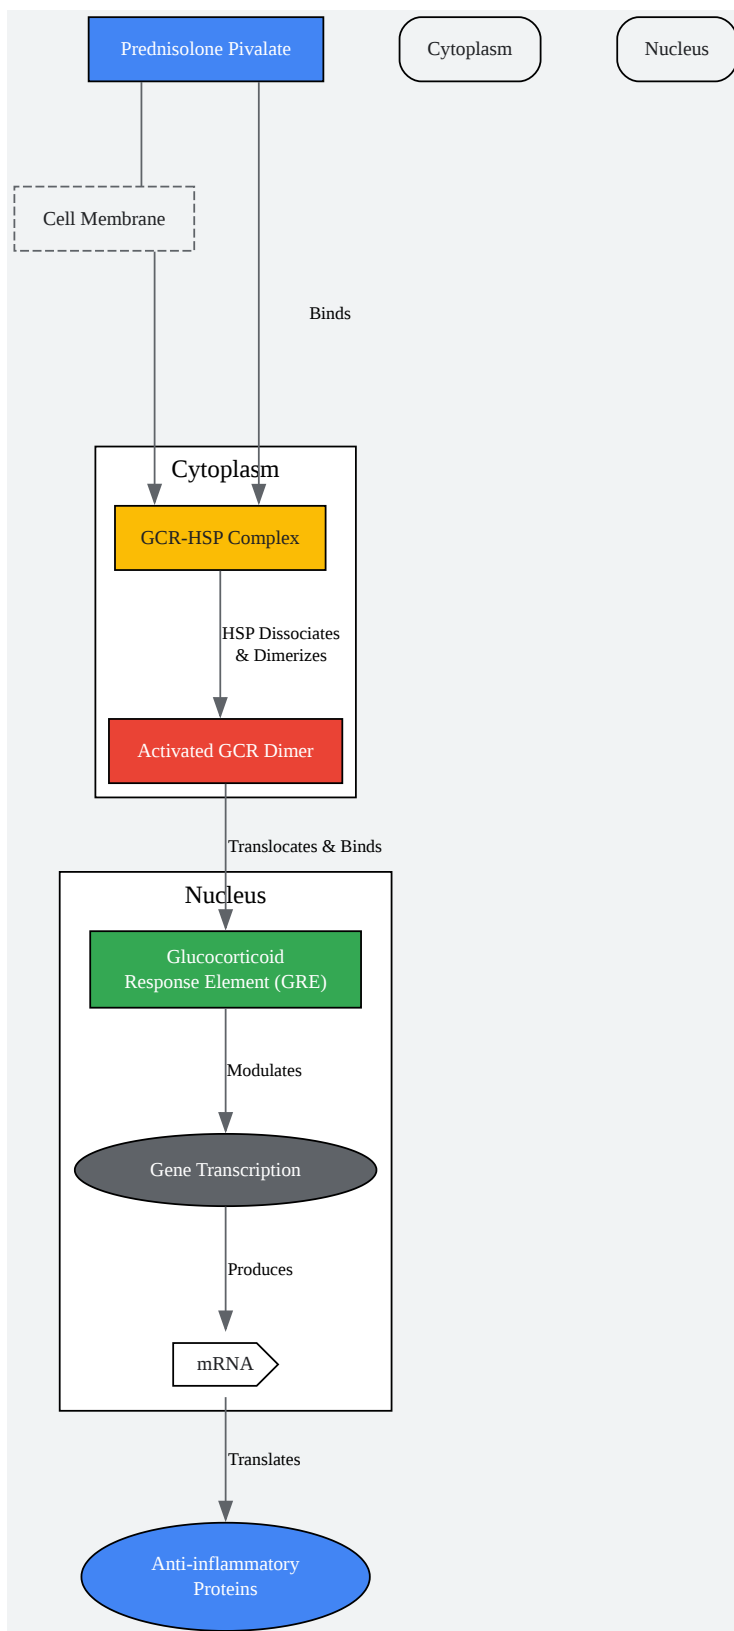 Prednisolone Pivalate
Cytoplasm
Nucleus
Cell Membrane
Binds
Cytoplasm
GCR-HSP Complex
HSP Dissociates
& Dimerizes
Activated GCR Dimer
Translocates & Binds
Nucleus
Glucocorticoid
Response Element (GRE)
Modulates
Gene Transcription
Produces
mRNA
Translates
Anti-inflammatory
Proteins